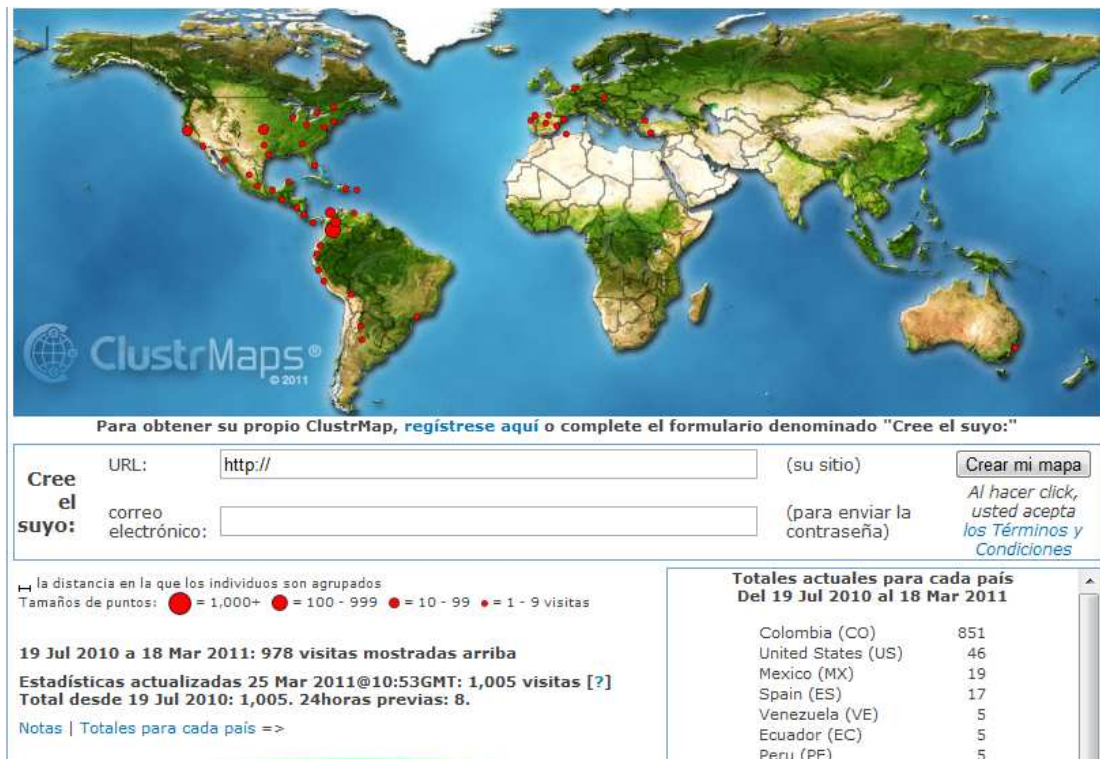 ClustrMaps®
© 2011
Para obtener su propio ClustrMap, regístrese aquí o complete el formulario denominado "Cree el suyo:"
Cree el suyo:
URL: http:// (su sitio) Crear mi mapa
correo electrónico: (para enviar la contraseña)
Al hacer click, usted acepta los Términos y Condiciones
la distancia en la que los individuos son agrupados
Tamaños de puntos: = 1,000+ = 100 - 999 = 10 - 99 = 1 - 9 visitas
19 Jul 2010 a 18 Mar 2011: 978 visitas mostradas arriba
Estadísticas actualizadas 25 Mar 2011@10:53GMT: 1,005 visitas [?]
Total desde 19 Jul 2010: 1,005. 24horas previas: 8.
Notas | Totales para cada país =>
Totales actuales para cada país
Del 19 Jul 2010 al 18 Mar 2011
Colombia (CO) 851
United States (US) 46
Mexico (MX) 19
Spain (ES) 17
Venezuela (VE) 5
Ecuador (EC) 5
Peru (PE) 5